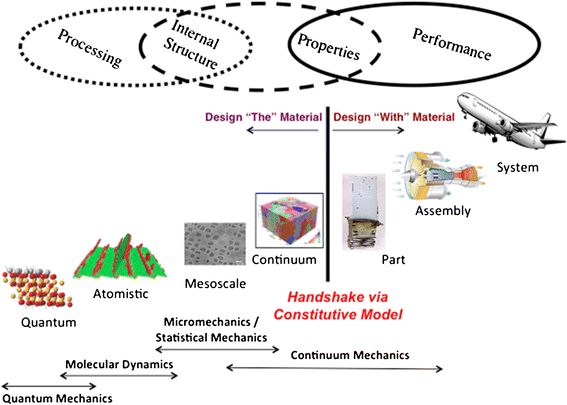 Processing
Internal
Structure
Properties
Performance
Design “The” Material
Design “With” Material
System
Assembly
Continuum
Part
Mesoscale
Atomistic
Quantum
Handshake via
Constitutive Model
Micromechanics /
Statistical Mechanics
Continuum Mechanics
Molecular Dynamics
Quantum Mechanics